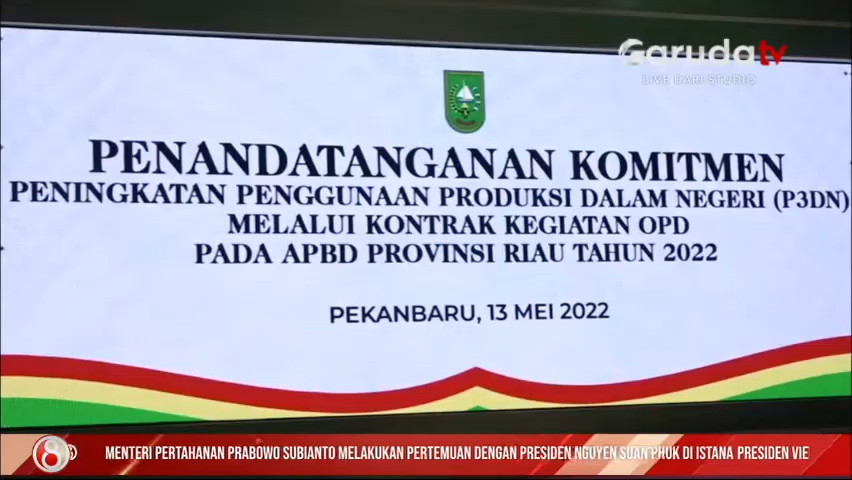 Garudatv
LIVE DARI STUDIO
PENANDATANGANAN KOMITMEN
PENINGKATAN PENGGUNAAN PRODUKSI DALAM NEGERI (P3DN)
MELALUI KONTRAK KEGIATAN OPD
PADA APBD PROVINSI RIAU TAHUN 2022
PEKANBARU, 13 MEI 2022
MENTERI PERTAHANAN PRABOWO SUBIANTO MELAKUKAN PERTEMUAN DENGAN PRESIDEN NGUYEN SUAN PHUK DI ISTANA PRESIDEN VIE